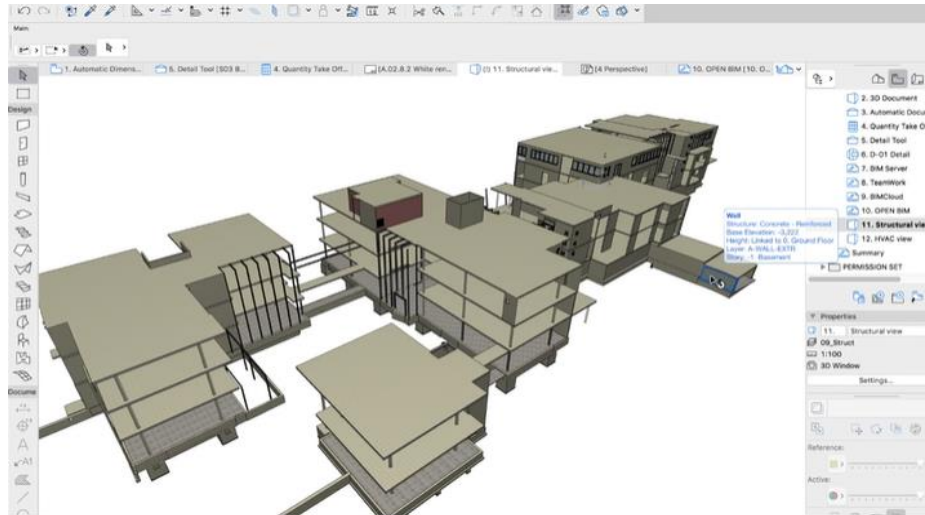 Main:
1. Automatic Dimens...
5. Detail Tool [S03 B...
4. Quantity Take Off...
[A.02.8.2 White ren...
(!) 11. Structural vie...
[4 Perspective]
10. OPEN BIM [10. O...
Design
Docume
2. 3D Document
3. Automatic Docu
4. Quantity Take O
5. Detail Tool
6. D-01 Detail
7. BIM Server
8. TeamWork
9. BIMCloud
10. OPEN BIM
11. Structural vie
12. HVAC view
Summary
PERMISSION SET
Wall
Structure: Concrete - Reinforced
Base Elevation: -3,222
Height: Linked to 0. Ground Floor
Layer: A-WALL-EXTR
Story: -1. Basement
Properties
11. Structural view
09_Struct
1:100
3D Window
Settings...
Reference:
Active: